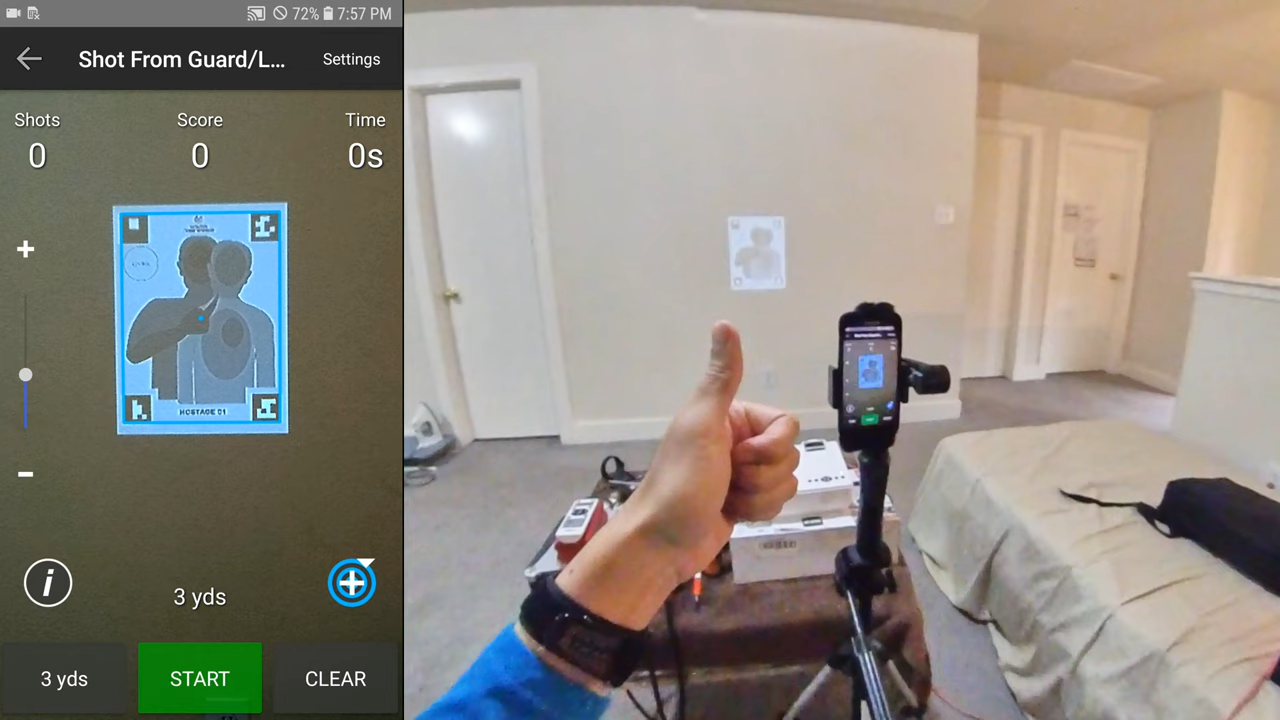 72% 7:57 PM
Shot From Guard/L... Settings
Shots Score Time
0 0 0s
+
HOSTAGE 01
-
i
3 yds
3 yds START CLEAR